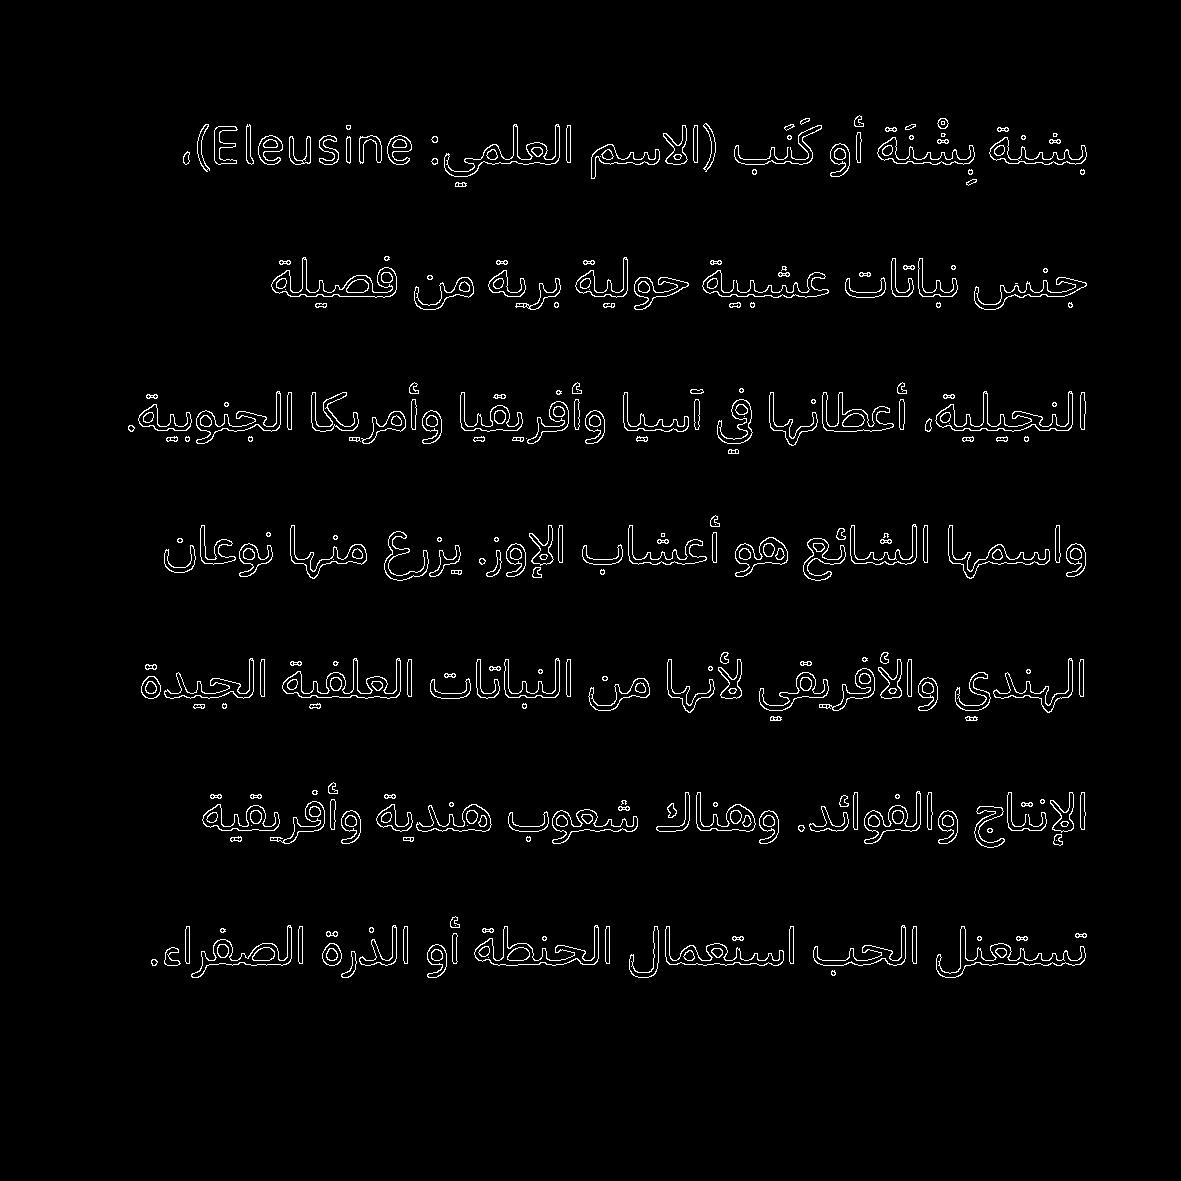 بشنة بِشْنَة أو كَنَب (الاسم العلمي: Eleusine)،
جنس نباتات عشبية حولية برية من فصيلة
النجيلية، أعطانها في آسيا وأفريقيا وأمريكا الجنوبية.
واسمها الشائع هو أعشاب الإوز. يزرع منها نوعان
الهندي والأفريقي لأنها من النباتات العلفية الجيدة
الإنتاج والفوائد. وهناك شعوب هندية وأفريقية
تستعنل الحب استعمال الحنطة أو الذرة الصفراء.